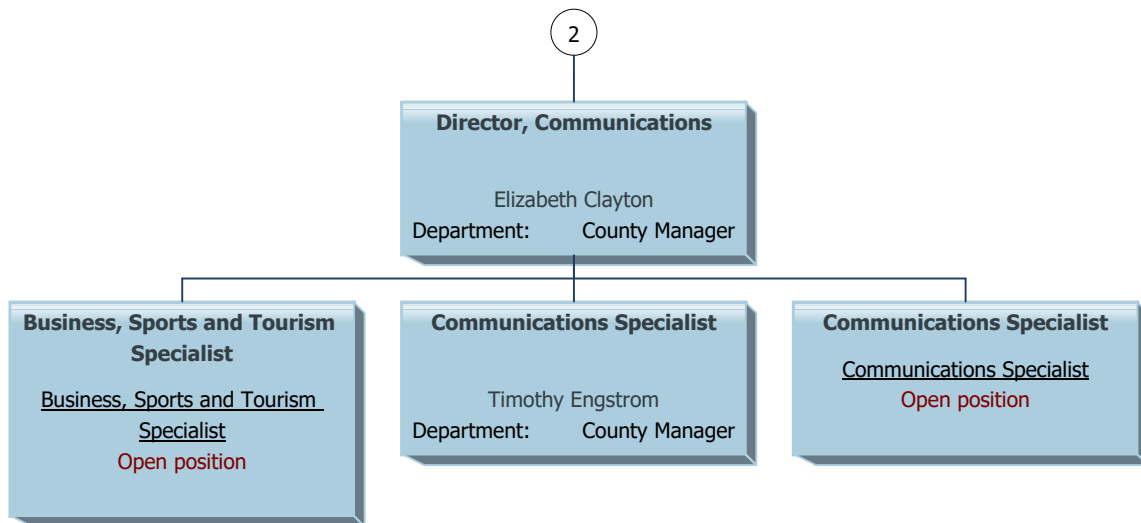 2
Director, Communications
Elizabeth Clayton
Department: County Manager
Business, Sports and Tourism
Specialist
Business, Sports and Tourism
Specialist
Open position
Communications Specialist
Timothy Engstrom
Department: County Manager
Communications Specialist
Communications Specialist
Open position